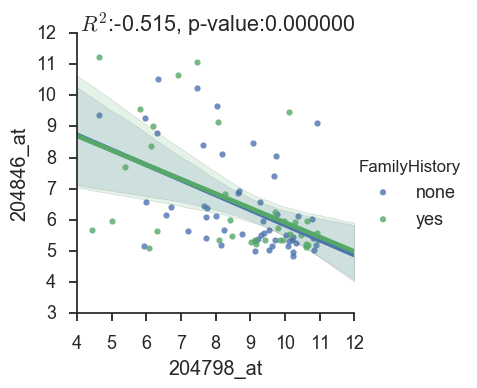 R²:-0.515, p-value:0.000000
12
11
10
9
8
7
6
5
4
3
204846_at
4 5 6 7 8 9 10 11 12
204798_at
FamilyHistory
none
yes